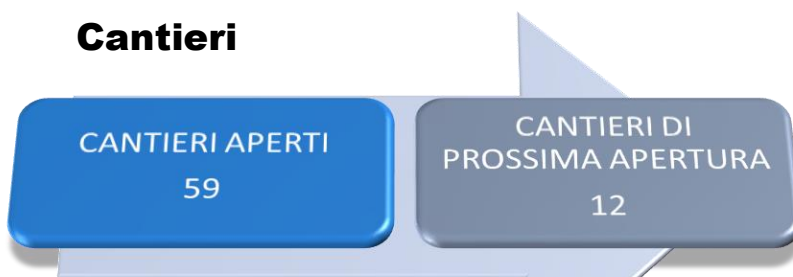 Cantieri
CANTIERI APERTI
59
CANTIERI DI
PROSSIMA APERTURA
12